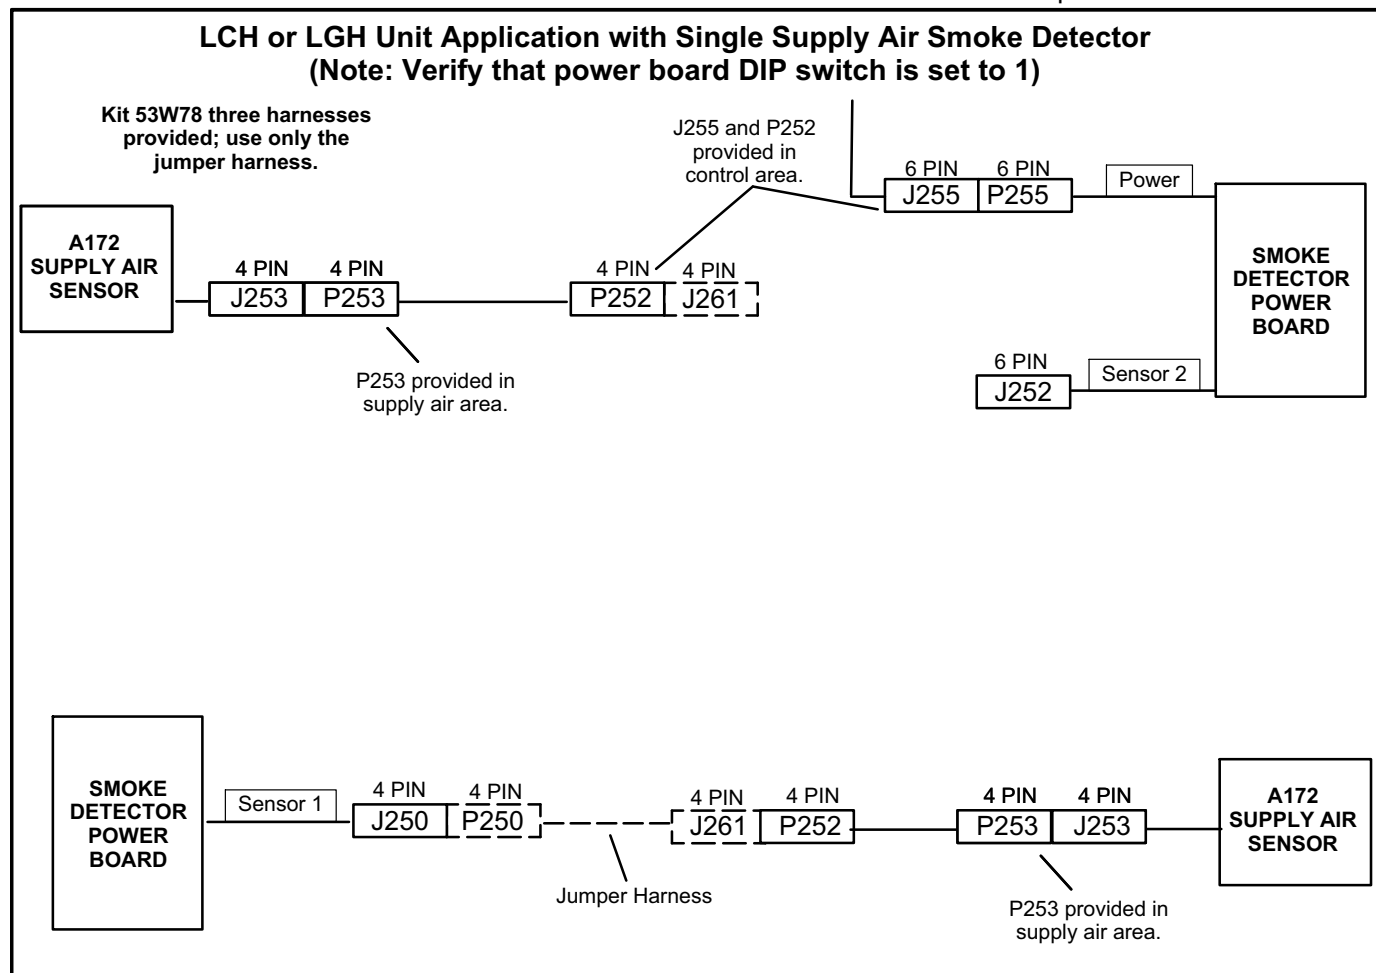 LCH or LGH Unit Application with Single Supply Air Smoke Detector
(Note: Verify that power board DIP switch is set to 1)
Kit 53W78 three harnesses
provided; use only the
jumper harness.
J255 and P252
provided in
control area.
6 PIN 6 PIN
J255 P255
Power
SMOKE
DETECTOR
POWER
BOARD
A172
SUPPLY AIR
SENSOR
4 PIN 4 PIN
J253 P253
4 PIN 4 PIN
P252 J261
P253 provided in
supply air area.
6 PIN
J252
Sensor 2
SMOKE
DETECTOR
POWER
BOARD
Sensor 1
4 PIN 4 PIN
J250 P250
Jumper Harness
4 PIN 4 PIN
J261 P252
4 PIN 4 PIN
P253 J253
P253 provided in
supply air area.
A172
SUPPLY AIR
SENSOR